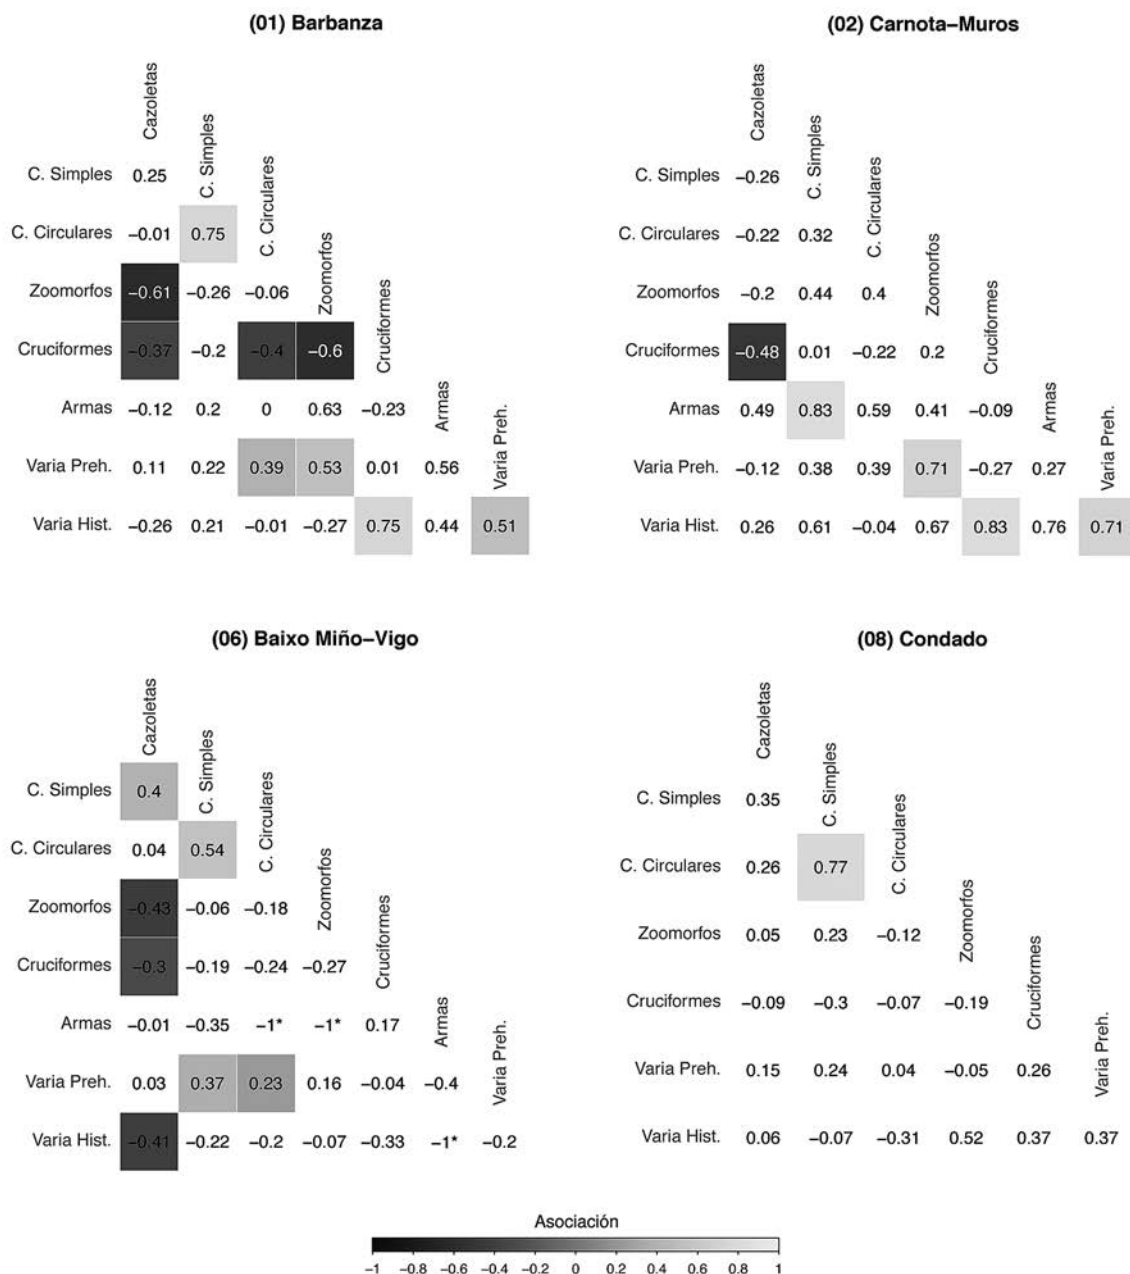 (01) Barbanza
Cazoletas
C. Simples 0.25 C. Simples
C. Circulares −0.01 0.75 C. Circulares
Zoomorfos −0.61 −0.26 −0.06 Zoomorfos
Cruciformes −0.37 −0.2 −0.4 −0.6 Cruciformes
Armas −0.12 0.2 0 0.63 −0.23 Armas
Varia Preh. 0.11 0.22 0.39 0.53 0.01 0.56 Varia Preh.
Varia Hist. −0.26 0.21 −0.01 −0.27 0.75 0.44 0.51
(02) Carnota−Muros
Cazoletas
C. Simples −0.26 C. Simples
C. Circulares −0.22 0.32 C. Circulares
Zoomorfos −0.2 0.44 0.4 Zoomorfos
Cruciformes −0.48 0.01 −0.22 0.2 Cruciformes
Armas 0.49 0.83 0.59 0.41 −0.09 Armas
Varia Preh. −0.12 0.38 0.39 0.71 −0.27 0.27 Varia Preh.
Varia Hist. 0.26 0.61 −0.04 0.67 0.83 0.76 0.71
(06) Baixo Miño−Vigo
Cazoletas
C. Simples 0.4 C. Simples
C. Circulares 0.04 0.54 C. Circulares
Zoomorfos −0.43 −0.06 −0.18 Zoomorfos
Cruciformes −0.3 −0.19 −0.24 −0.27 Cruciformes
Armas −0.01 −0.35 −1* −1* 0.17 Armas
Varia Preh. 0.03 0.37 0.23 0.16 −0.04 −0.4 Varia Preh.
Varia Hist. −0.41 −0.22 −0.2 −0.07 −0.33 −1* −0.2
(08) Condado
Cazoletas
C. Simples 0.35 C. Simples
C. Circulares 0.26 0.77 C. Circulares
Zoomorfos 0.05 0.23 −0.12 Zoomorfos
Cruciformes −0.09 −0.3 −0.07 −0.19 Cruciformes
Varia Preh. 0.15 0.24 0.04 −0.05 0.26 Varia Preh.
Varia Hist. 0.06 −0.07 −0.31 0.52 0.37 0.37
Asociación
−1 −0.8 −0.6 −0.4 −0.2 0 0.2 0.4 0.6 0.8 1